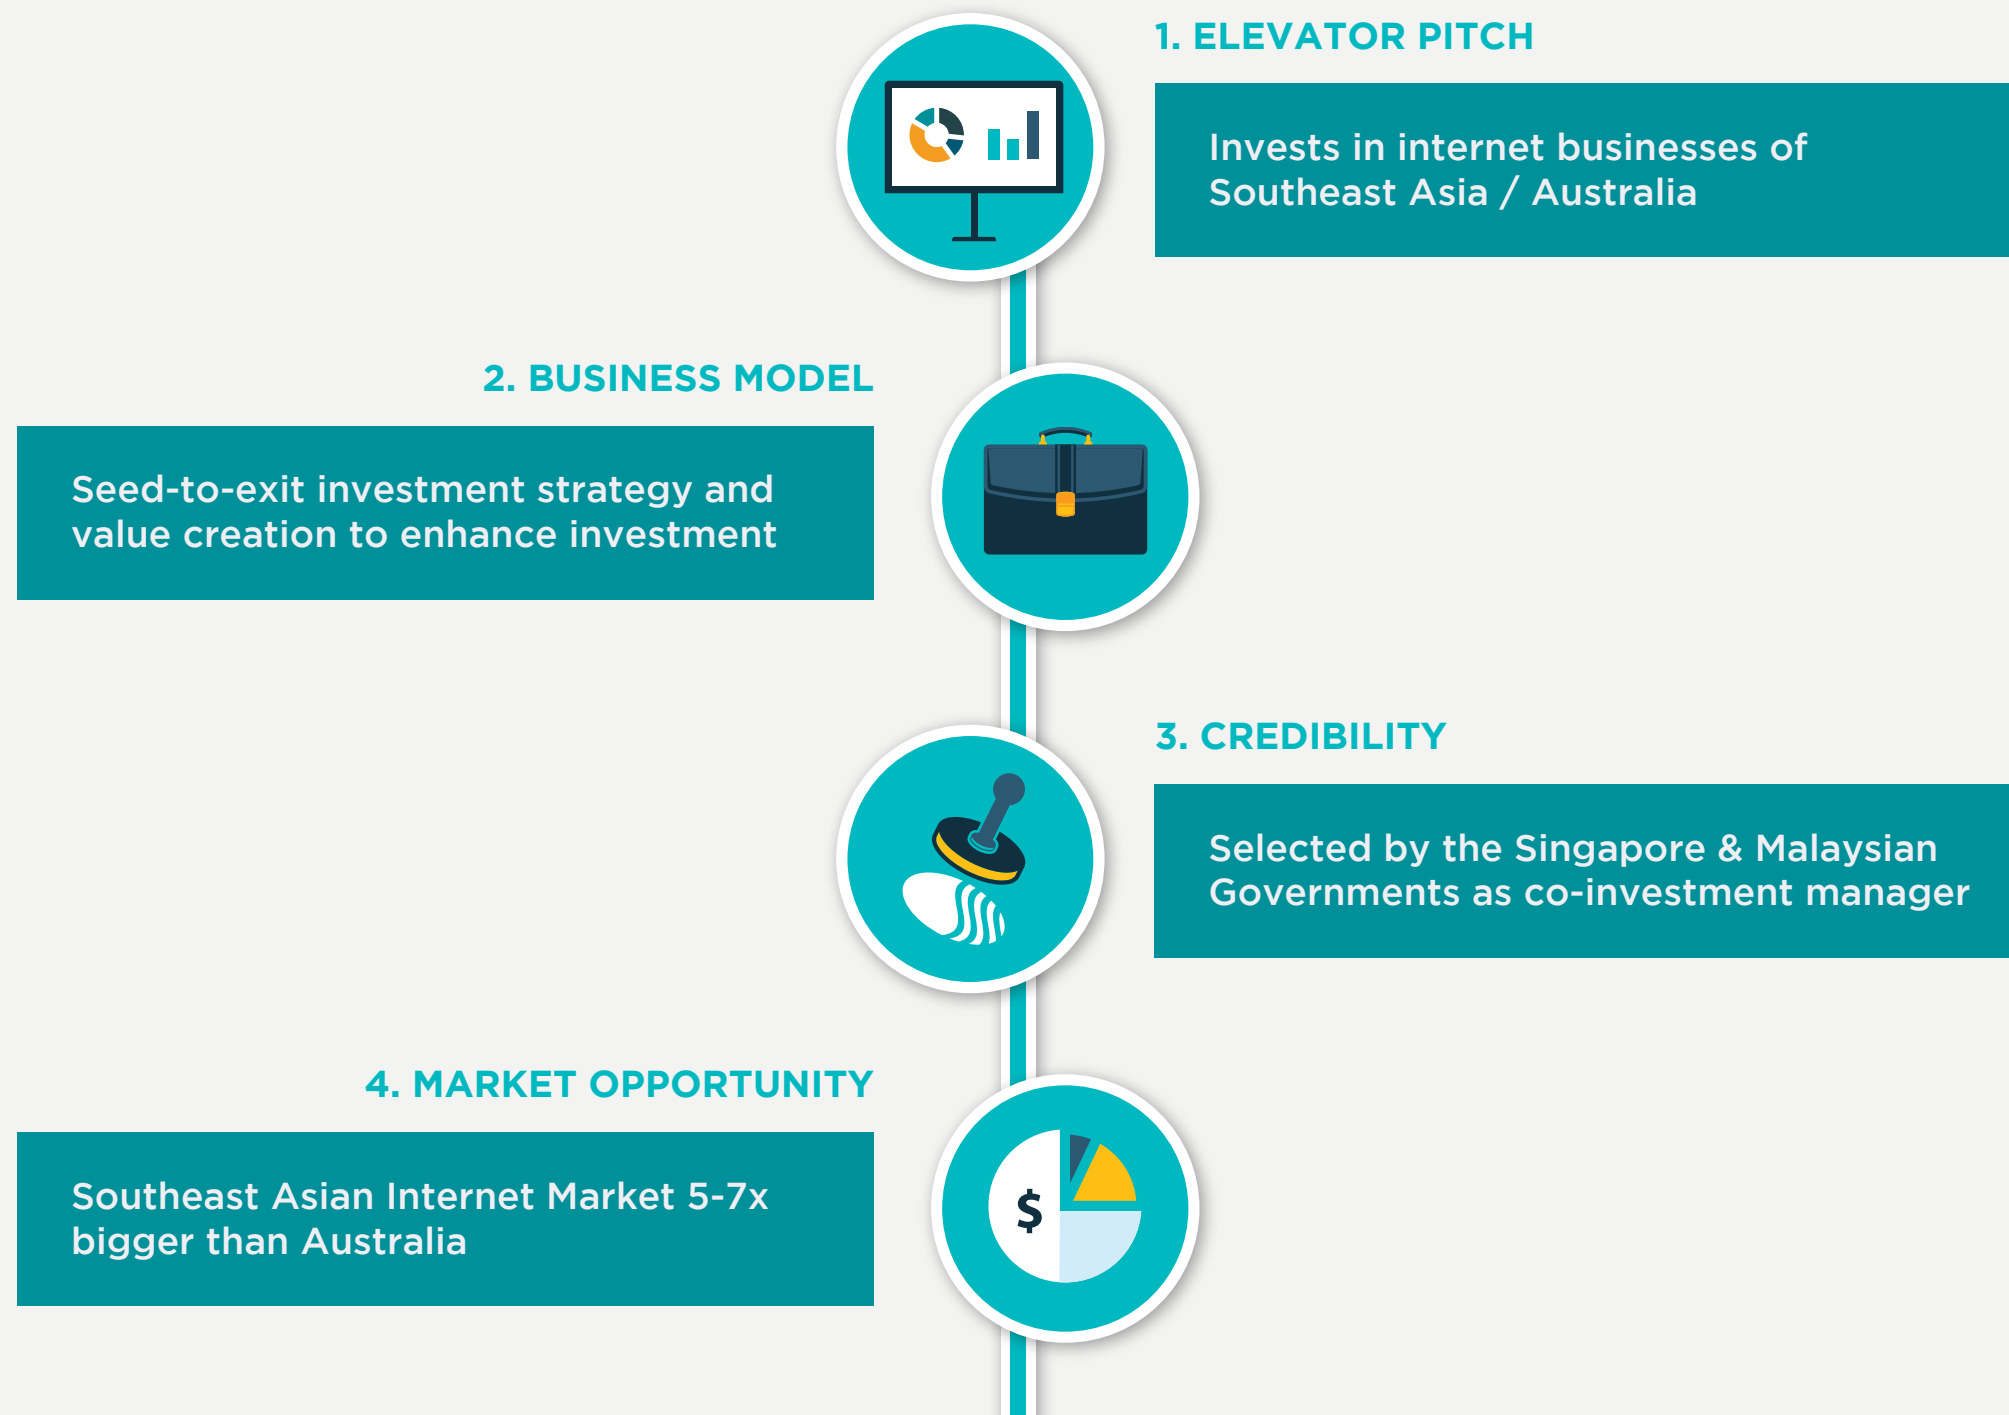 1. ELEVATOR PITCH
Invests in internet businesses of
Southeast Asia / Australia
2. BUSINESS MODEL
Seed-to-exit investment strategy and
value creation to enhance investment
3. CREDIBILITY
Selected by the Singapore & Malaysian
Governments as co-investment manager
4. MARKET OPPORTUNITY
Southeast Asian Internet Market 5-7x
bigger than Australia
$